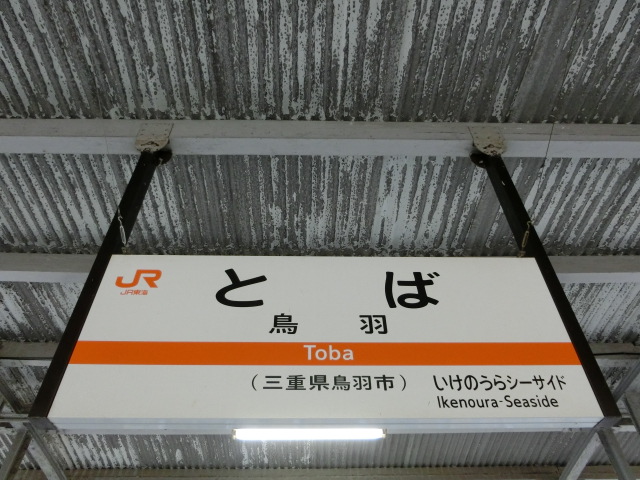 JR
JR東海
とば
鳥羽
Toba
（三重県鳥羽市）
いけのうらシーサイド
Ikenoura-Seaside